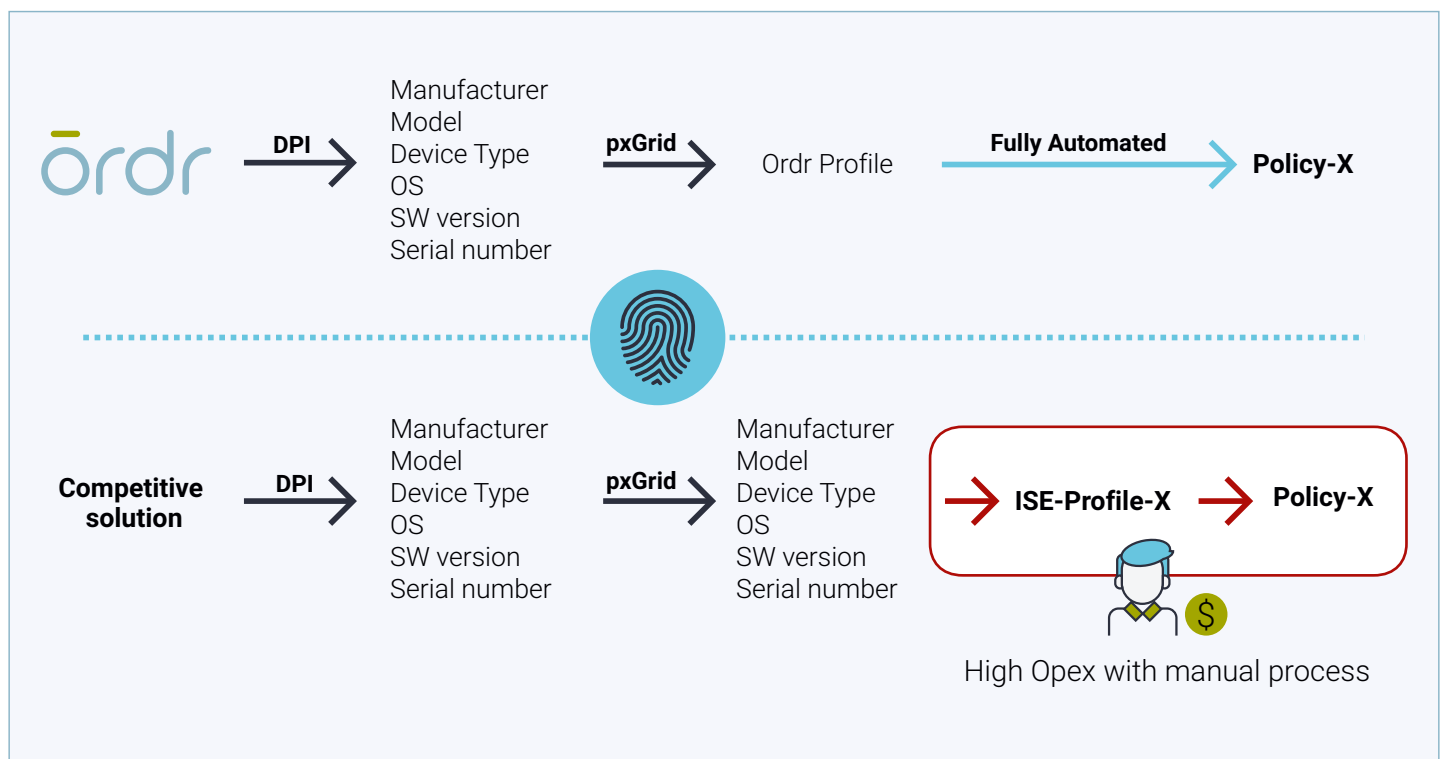 ōrdr
DPI
Manufacturer
Model
Device Type
OS
SW version
Serial number
pxGrid
Ordr Profile
Fully Automated
Policy-X
Competitive
solution
DPI
Manufacturer
Model
Device Type
OS
SW version
Serial number
pxGrid
Manufacturer
Model
Device Type
OS
SW version
Serial number
ISE-Profile-X
Policy-X
$
High Opex with manual process